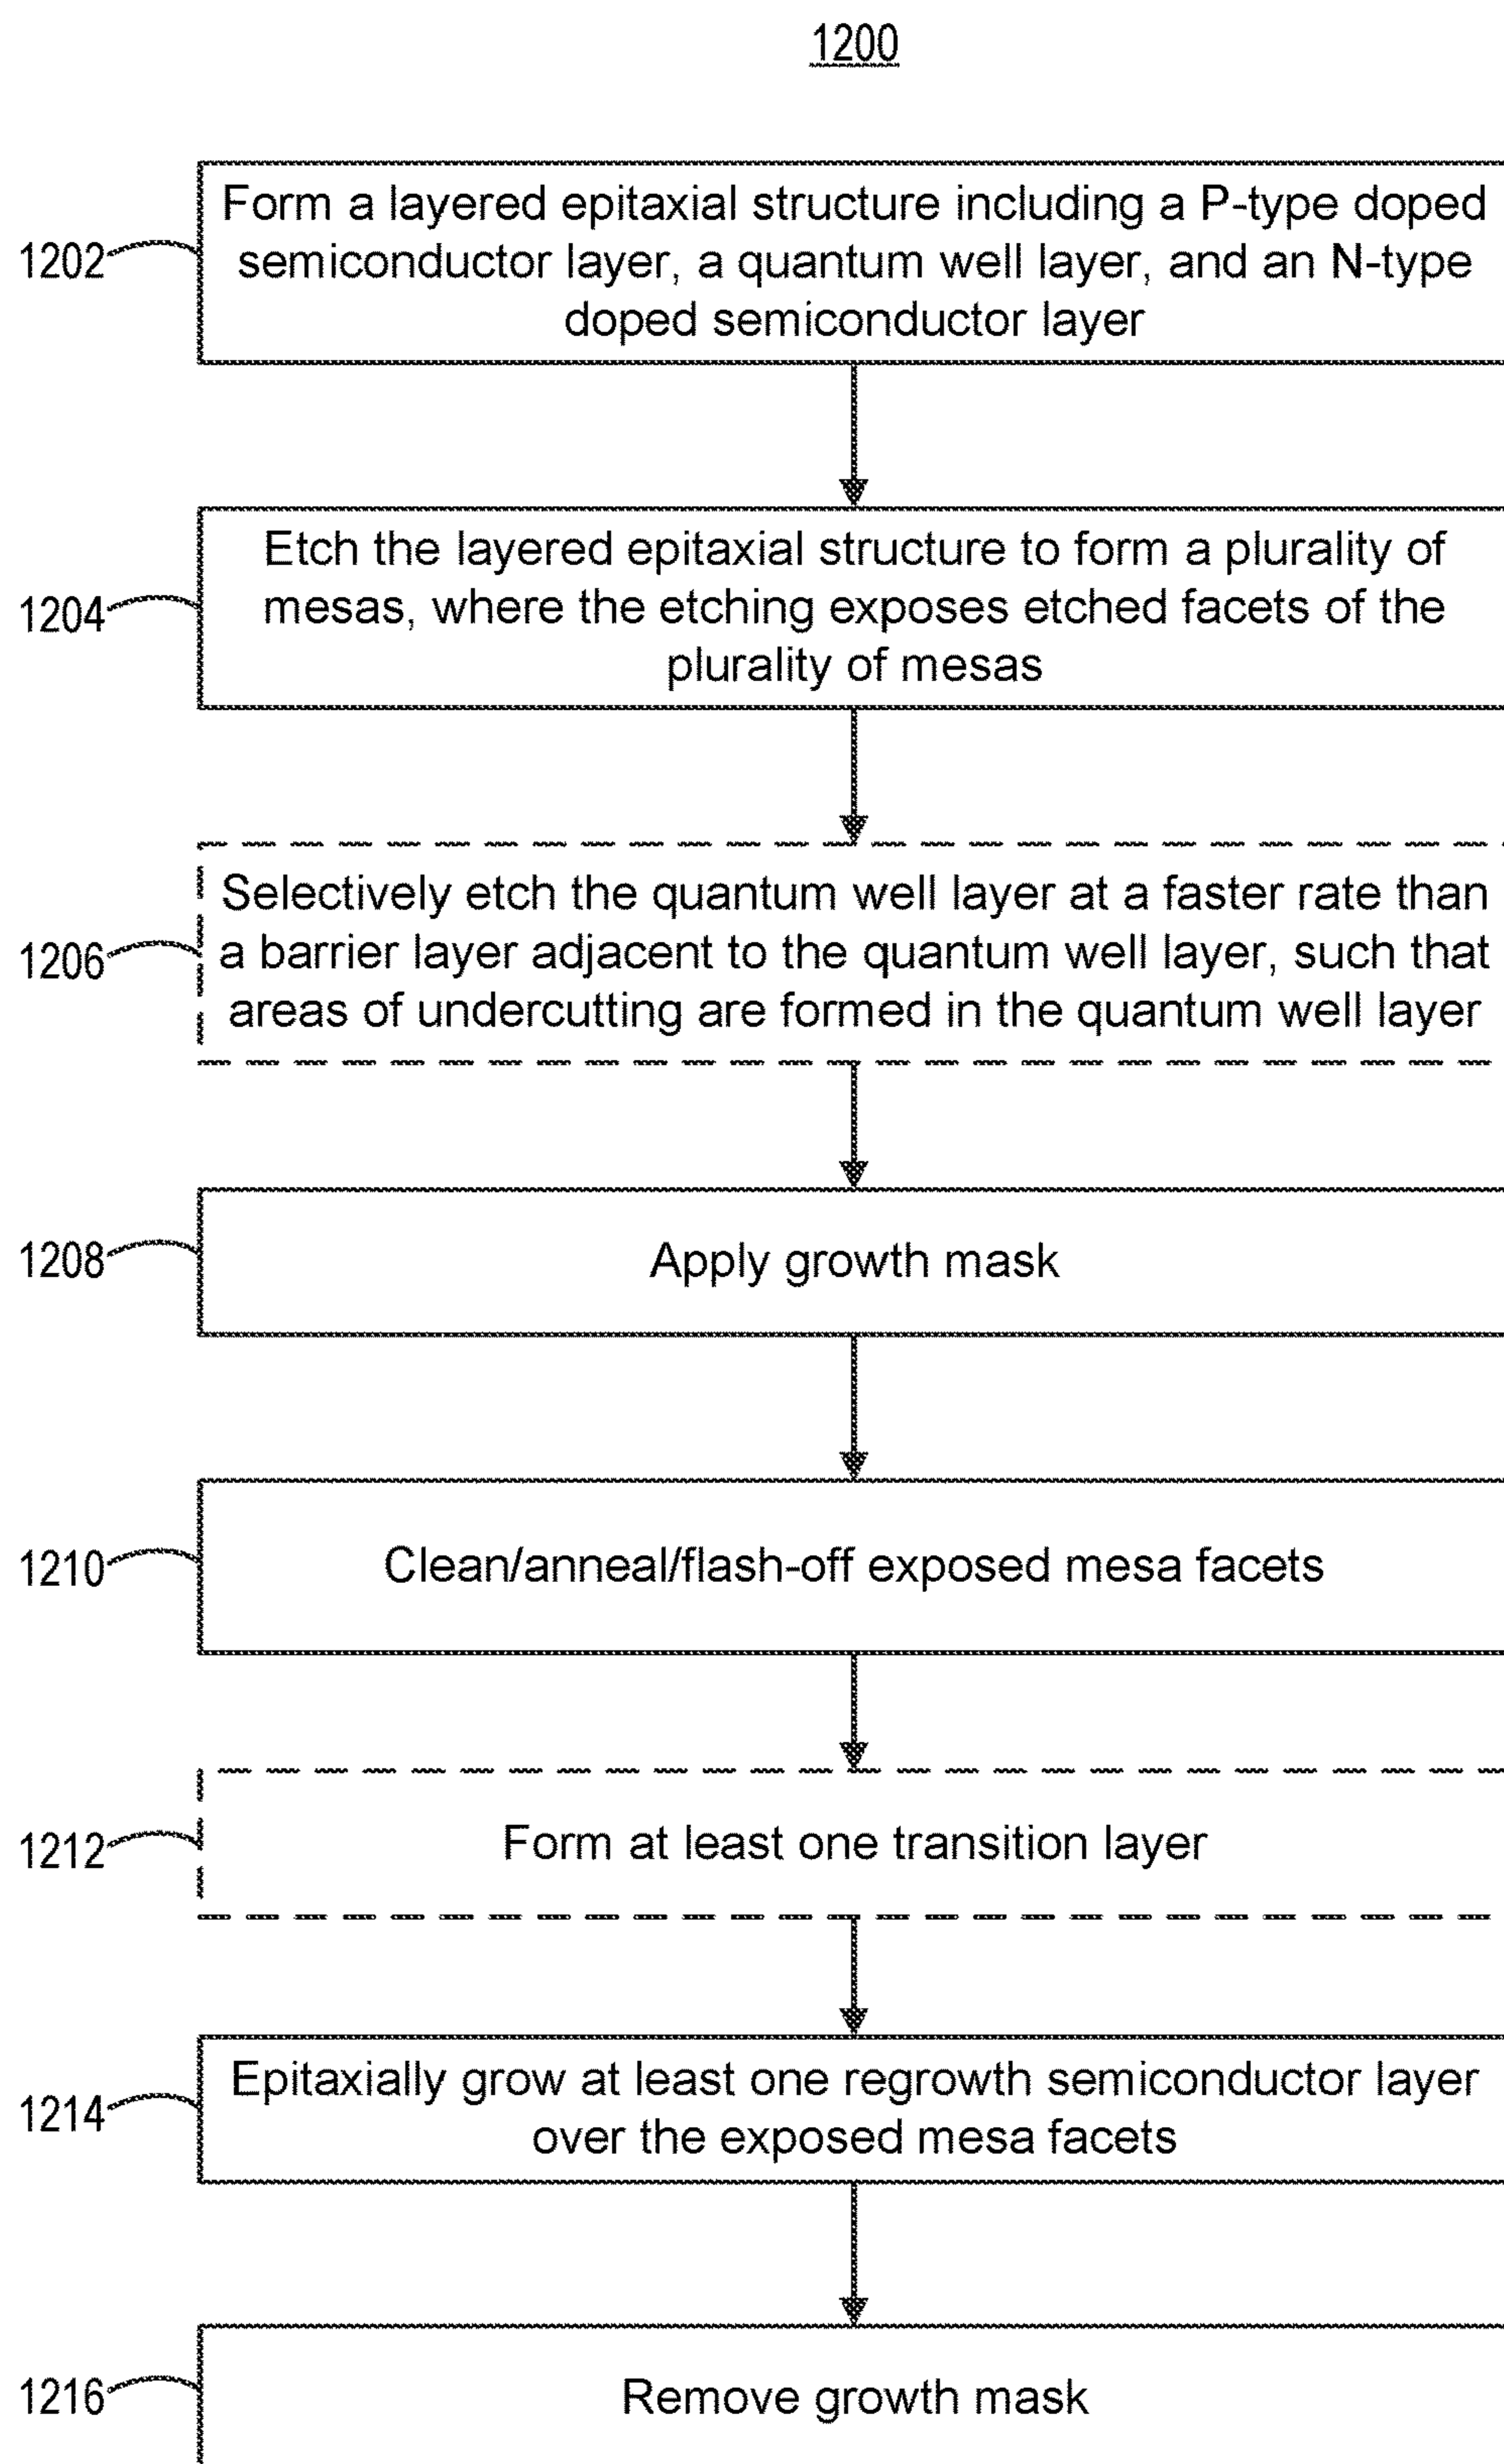 1200
1202
Form a layered epitaxial structure including a P-type doped
semiconductor layer, a quantum well layer, and an N-type
doped semiconductor layer
1204
Etch the layered epitaxial structure to form a plurality of
mesas, where the etching exposes etched facets of the
plurality of mesas
1206
Selectively etch the quantum well layer at a faster rate than
a barrier layer adjacent to the quantum well layer, such that
areas of undercutting are formed in the quantum well layer
1208
Apply growth mask
1210
Clean/anneal/flash-off exposed mesa facets
1212
Form at least one transition layer
1214
Epitaxially grow at least one regrowth semiconductor layer
over the exposed mesa facets
1216
Remove growth mask